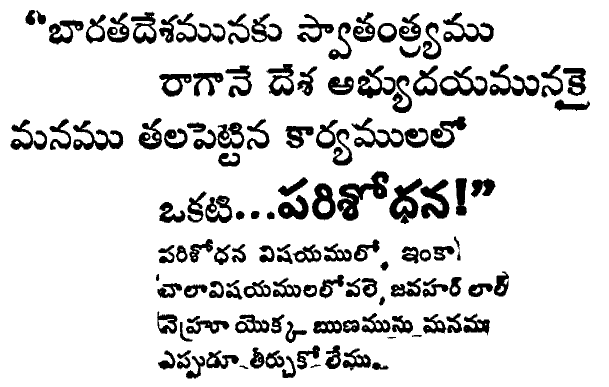 “బారతదేశమునకు స్వాతంత్ర్యము
రాగానే దేశ అభ్యుదయమునకై
మనము తలపెట్టిన కార్యములలో
ఒకటి...పరిశోధన!”
పరిశోధన విషయములో, ఇంకా
చాలావిషయములలోవలె, జవహర్ లాల్
నెహ్రూ యొక్క ఋణమును మనము
ఎప్పుడూ తీర్చుకో లేము..